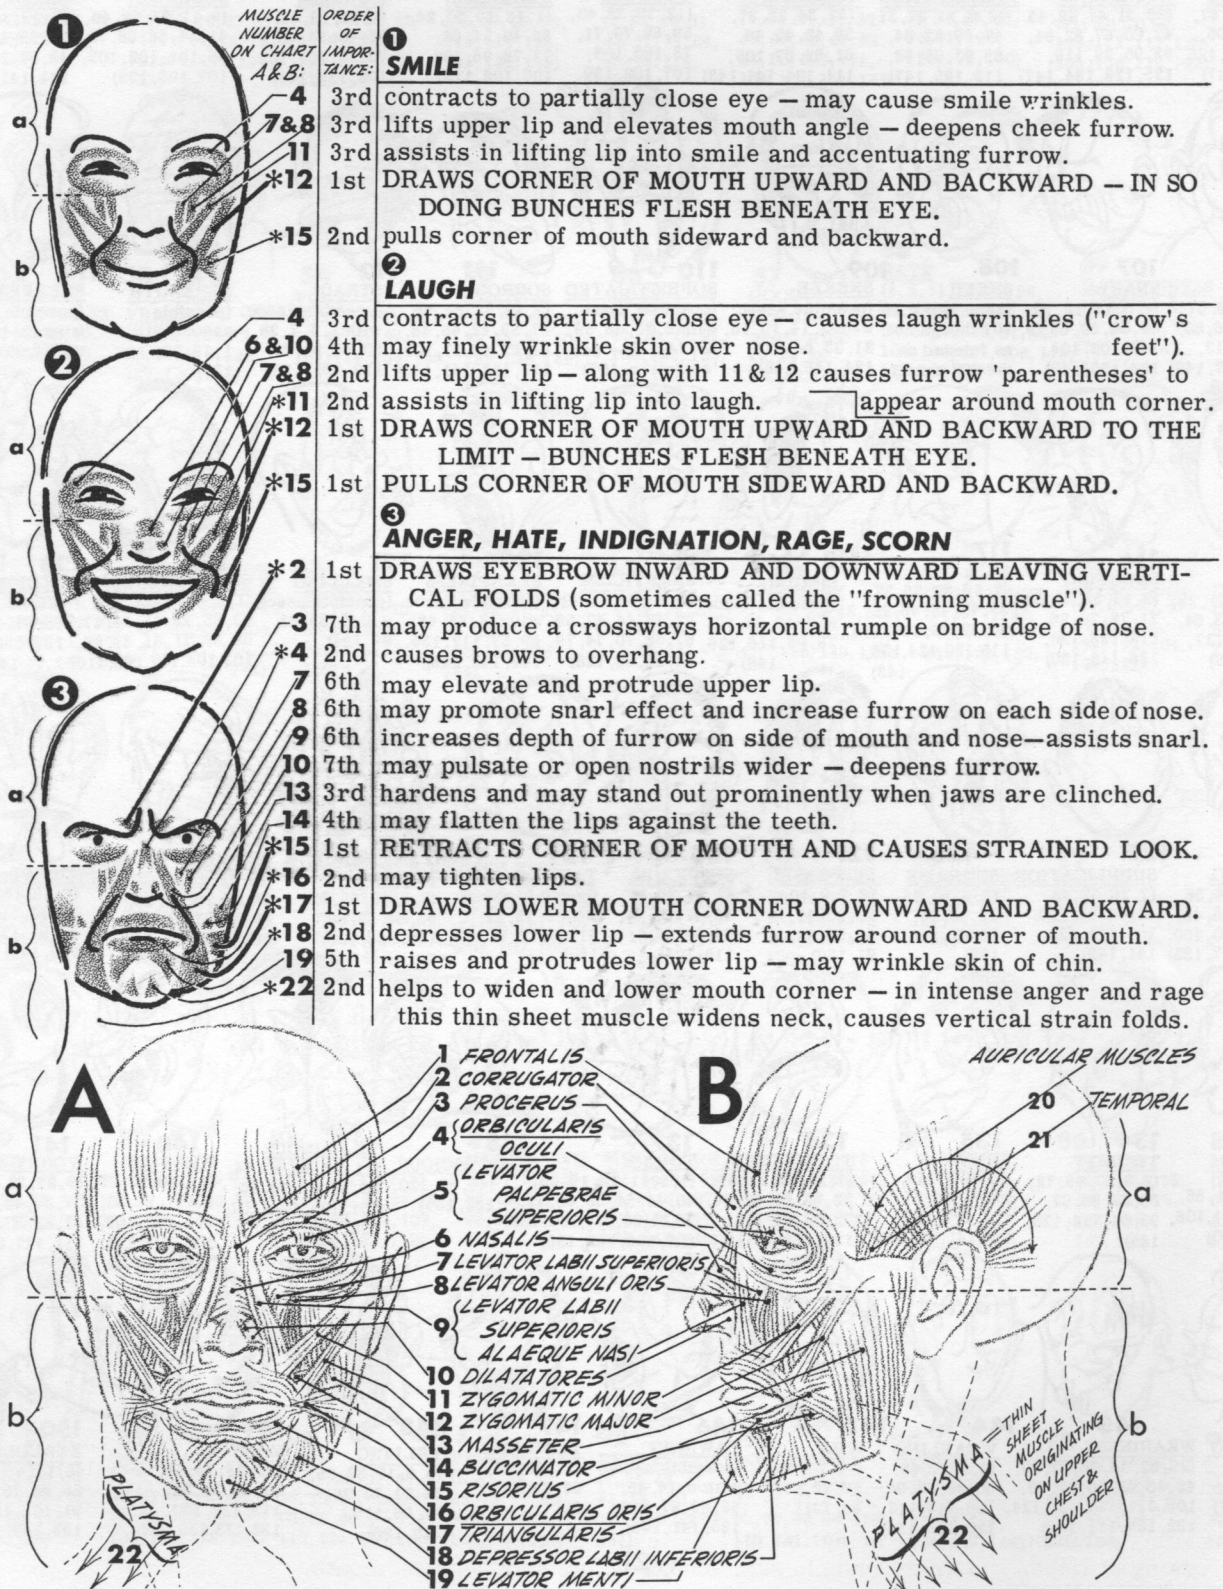 1
MUSCLE NUMBER ON CHART A & B:
ORDER OF IMPOR- TANCE:
a
b
1
SMILE
4 3rd contracts to partially close eye — may cause smile wrinkles.
7&8 3rd lifts upper lip and elevates mouth angle — deepens cheek furrow.
11 3rd assists in lifting lip into smile and accentuating furrow.
*12 1st DRAWS CORNER OF MOUTH UPWARD AND BACKWARD — IN SO
DOING BUNCHES FLESH BENEATH EYE.
*15 2nd pulls corner of mouth sideward and backward.
2
a
b
2
LAUGH
4 3rd contracts to partially close eye — causes laugh wrinkles ("crow's
6&10 4th may finely wrinkle skin over nose. feet").
7&8 2nd lifts upper lip — along with 11 & 12 causes furrow 'parentheses' to
*11 2nd assists in lifting lip into laugh. appear around mouth corner.
*12 1st DRAWS CORNER OF MOUTH UPWARD AND BACKWARD TO THE
LIMIT — BUNCHES FLESH BENEATH EYE.
*15 1st PULLS CORNER OF MOUTH SIDEWARD AND BACKWARD.
3
a
b
3
ANGER, HATE, INDIGNATION, RAGE, SCORN
*2 1st DRAWS EYEBROW INWARD AND DOWNWARD LEAVING VERTI-
CAL FOLDS (sometimes called the "frowning muscle").
3 7th may produce a crossways horizontal rumple on bridge of nose.
*4 2nd causes brows to overhang.
7 6th may elevate and protrude upper lip.
8 6th may promote snarl effect and increase furrow on each side of nose.
9 6th increases depth of furrow on side of mouth and nose—assists snarl.
10 7th may pulsate or open nostrils wider — deepens furrow.
13 3rd hardens and may stand out prominently when jaws are clinched.
14 4th may flatten the lips against the teeth.
*15 1st RETRACTS CORNER OF MOUTH AND CAUSES STRAINED LOOK.
*16 2nd may tighten lips.
*17 1st DRAWS LOWER MOUTH CORNER DOWNWARD AND BACKWARD.
*18 2nd depresses lower lip — extends furrow around corner of mouth.
19 5th raises and protrudes lower lip — may wrinkle skin of chin.
*22 2nd helps to widen and lower mouth corner — in intense anger and rage
this thin sheet muscle widens neck, causes vertical strain folds.
A
a
b
1 FRONTALIS
2 CORRUGATOR
3 PROCERUS
4 ORBICULARIS
OCULI
5 LEVATOR
PALPEBRAE
SUPERIORIS
6 NASALIS
7 LEVATOR LABII SUPERIORIS
8 LEVATOR ANGULI ORIS
9 LEVATOR LABII
SUPERIORIS
ALAEQUE NASI
10 DILATATORES
11 ZYGOMATIC MINOR
12 ZYGOMATIC MAJOR
13 MASSETER
14 BUCCINATOR
15 RISORIUS
16 ORBICULARIS ORIS
17 TRIANGULARIS
18 DEPRESSOR LABII INFERIORIS
19 LEVATOR MENTI
PLATYSMA
22
B
AURICULAR MUSCLES
20 TEMPORAL
21
a
b
PLATYSMA = THIN
SHEET
MUSCLE
ORIGINATING
ON UPPER
CHEST &
SHOULDER
22